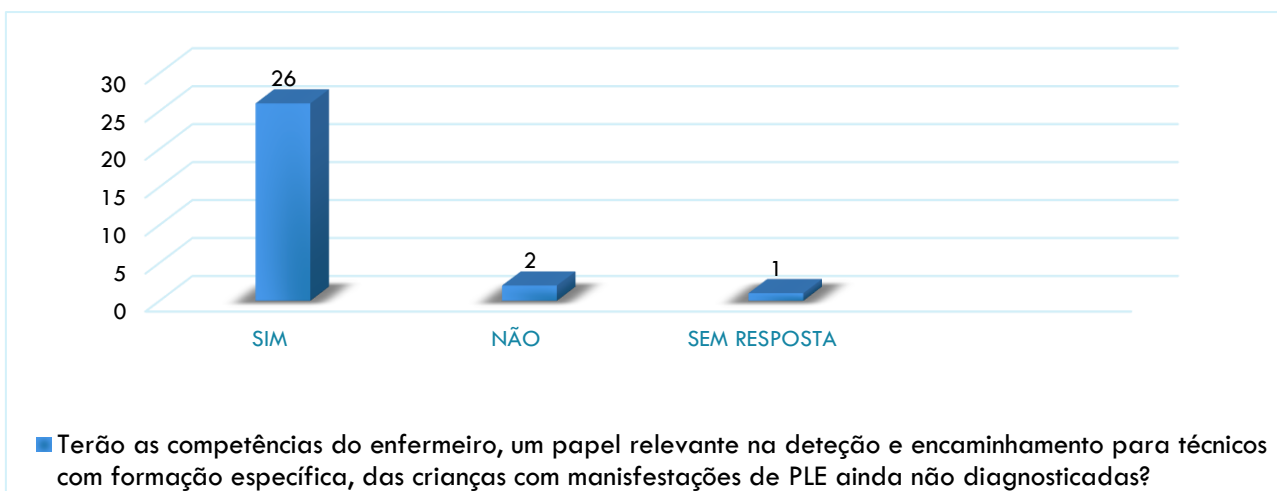 30
25
20
15
10
5
0
26
2
1
SIM
NÃO
SEM RESPOSTA
Terão as competências do enfermeiro, um papel relevante na deteção e encaminhamento para técnicos
com formação específica, das crianças com manisfestações de PLE ainda não diagnosticadas?